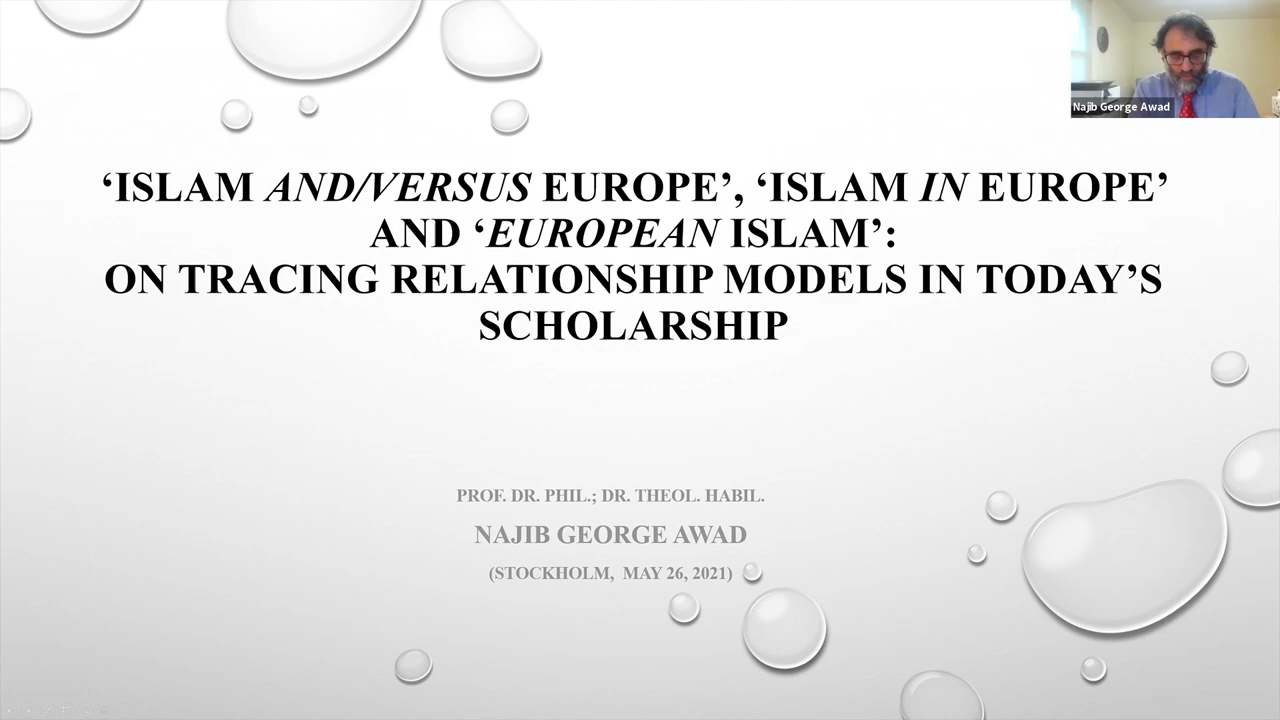 Najib George Awad
‘ISLAM AND/VERSUS EUROPE’, ‘ISLAM IN EUROPE’
AND ‘EUROPEAN ISLAM’:
ON TRACING RELATIONSHIP MODELS IN TODAY’S
SCHOLARSHIP
PROF. DR. PHIL.; DR. THEOL. HABIL.
NAJIB GEORGE AWAD
(STOCKHOLM, MAY 26, 2021)